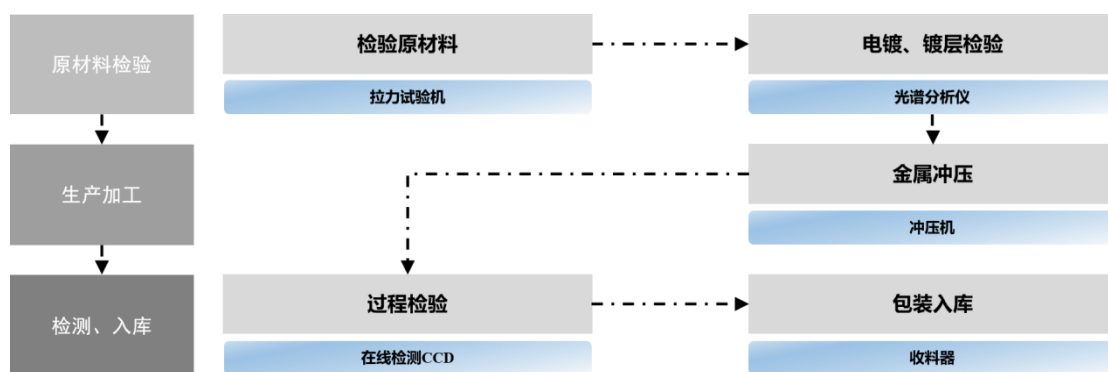 原材料检验
检验原材料
电镀、镀层检验
拉力试验机
光谱分析仪
生产加工
金属冲压
冲压机
检测、入库
过程检验
包装入库
在线检测CCD
收料器